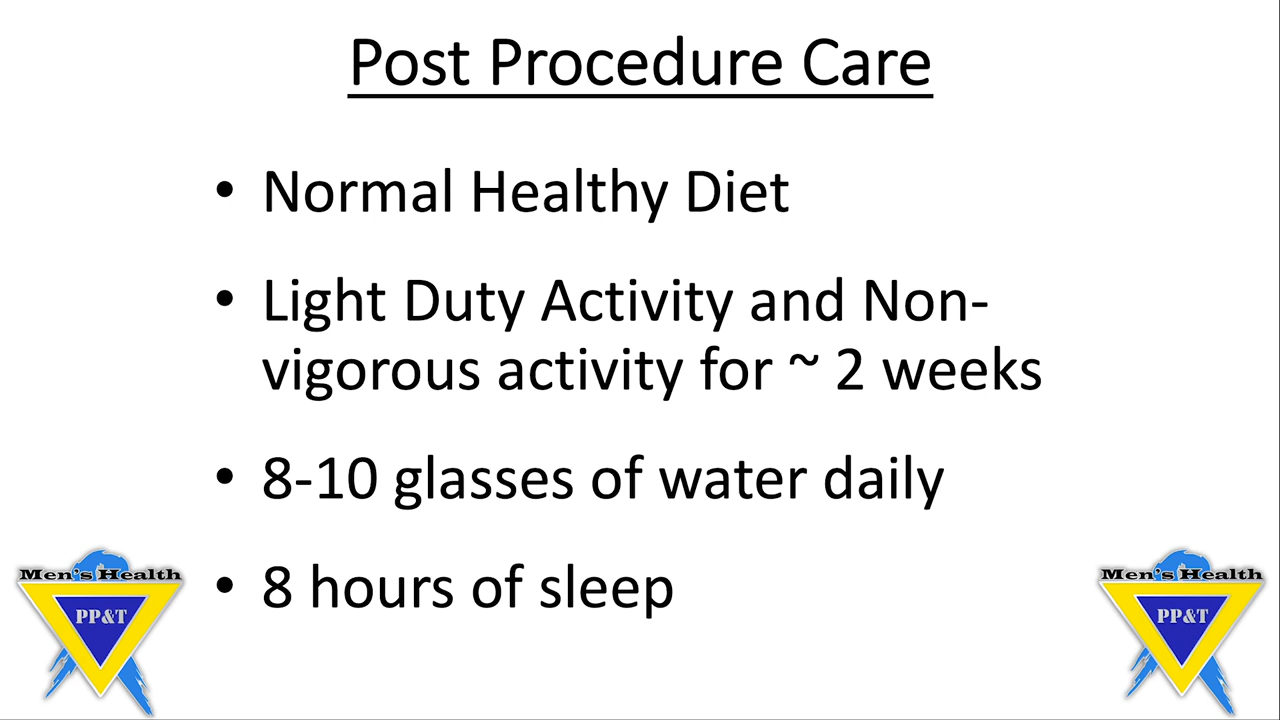 Post Procedure Care
• Normal Healthy Diet
• Light Duty Activity and Non-
vigorous activity for ~ 2 weeks
• 8-10 glasses of water daily
• 8 hours of sleep
Men's Health
PP&T
Men's Health
PP&T